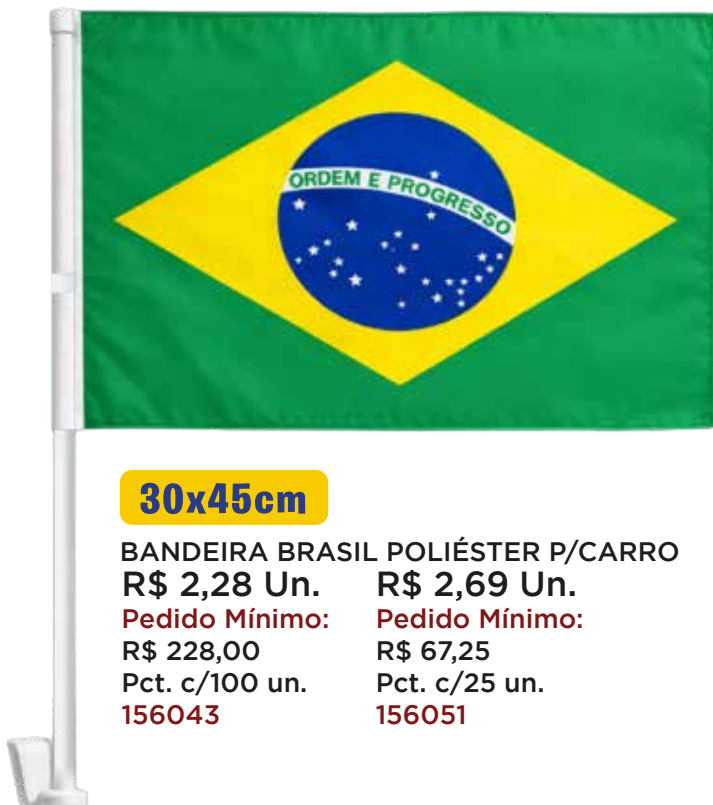 ORDEM E PROGRESSO
30x45cm
BANDEIRA BRASIL POLIÉSTER P/CARRO
R$ 2,28 Un.
Pedido Mínimo:
R$ 228,00
Pct. c/100 un.
156043
R$ 2,69 Un.
Pedido Mínimo:
R$ 67,25
Pct. c/25 un.
156051